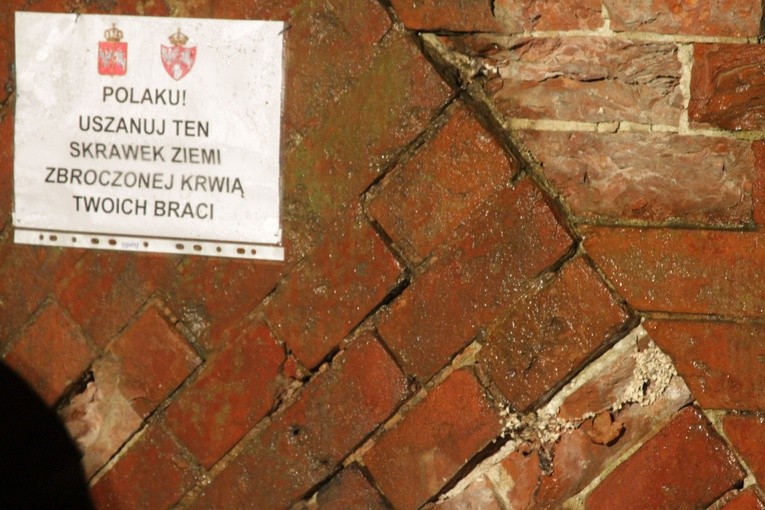 POLAKU!
USZANUJ TEN
SKRAWEK ZIEMI
ZBROCZONEJ KRWIĄ
TWOICH BRACI